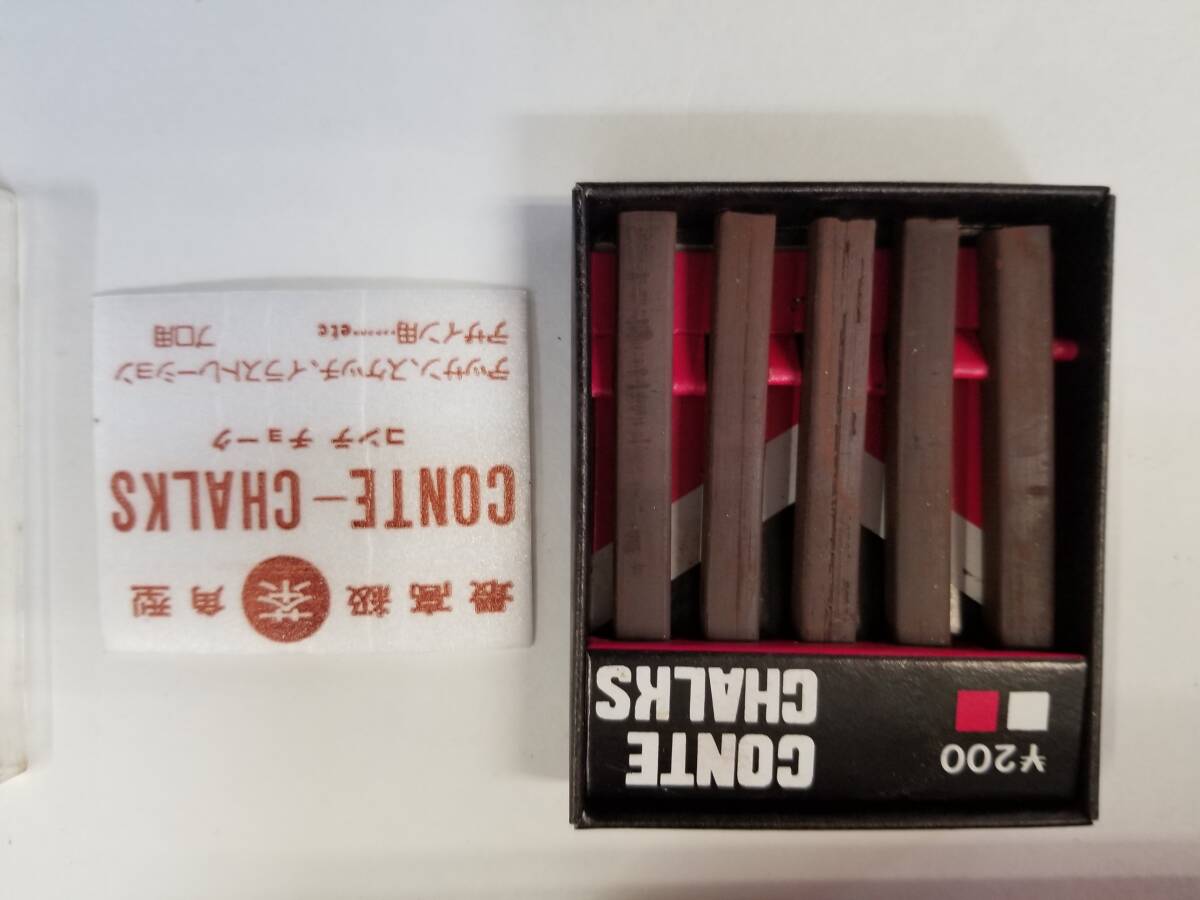 最高級 茶 角型
CONTE-CHALKS
コンテ チョーク
デッサン、スケッチ、イラストレーション
デザイン用……etc プロ用
CONTE
CHALKS
¥200